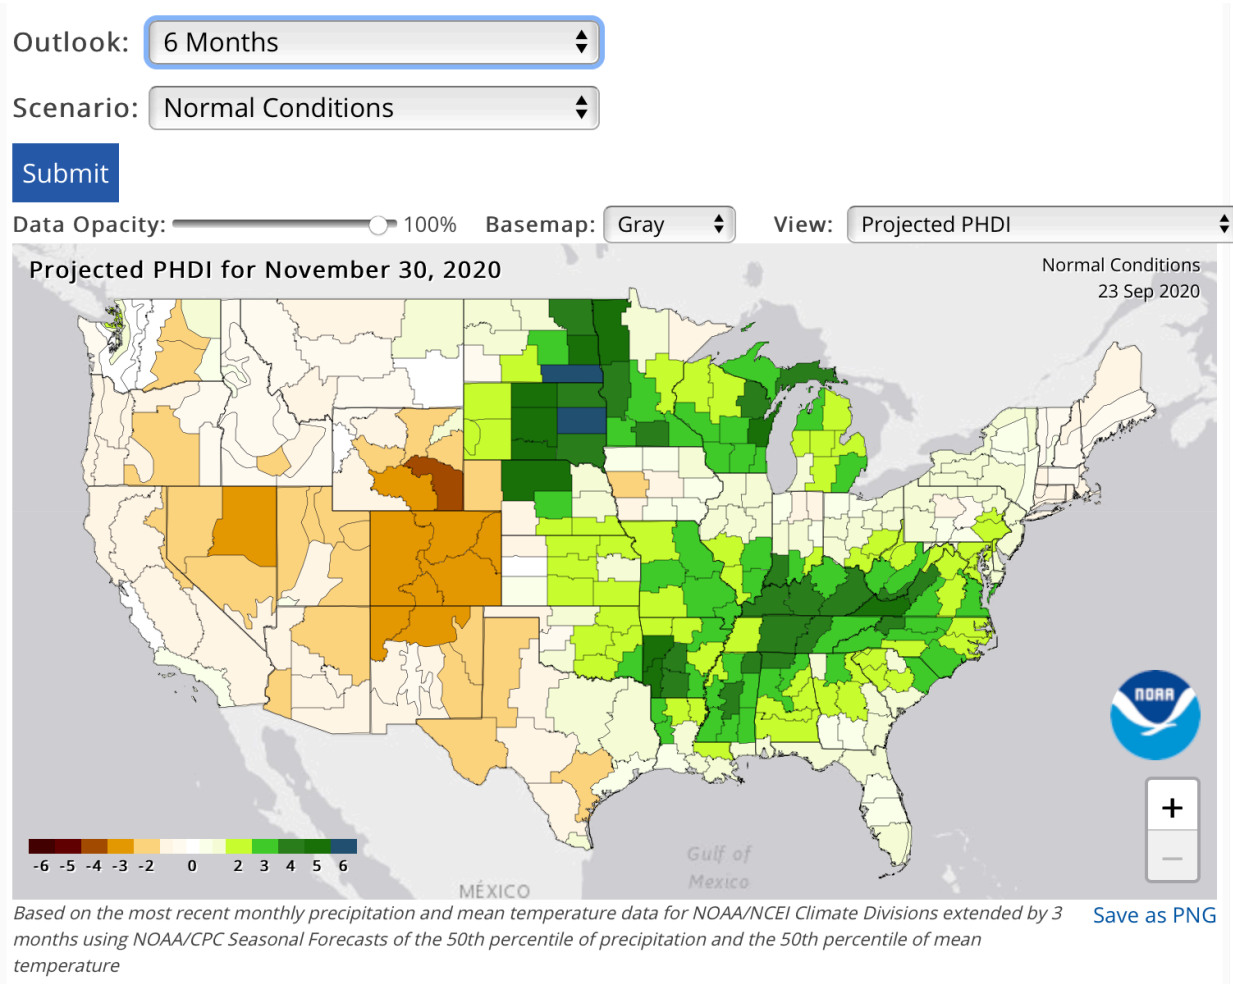 Outlook: 6 Months
Scenario: Normal Conditions
Submit
Data Opacity: 100% Basemap: Gray View: Projected PHDI
Projected PHDI for November 30, 2020
Normal Conditions
23 Sep 2020
NOAA
+
−
-6 -5 -4 -3 -2 0 2 3 4 5 6
Gulf of
Mexico
MÉXICO
Based on the most recent monthly precipitation and mean temperature data for NOAA/NCEI Climate Divisions extended by 3
months using NOAA/CPC Seasonal Forecasts of the 50th percentile of precipitation and the 50th percentile of mean
temperature
Save as PNG